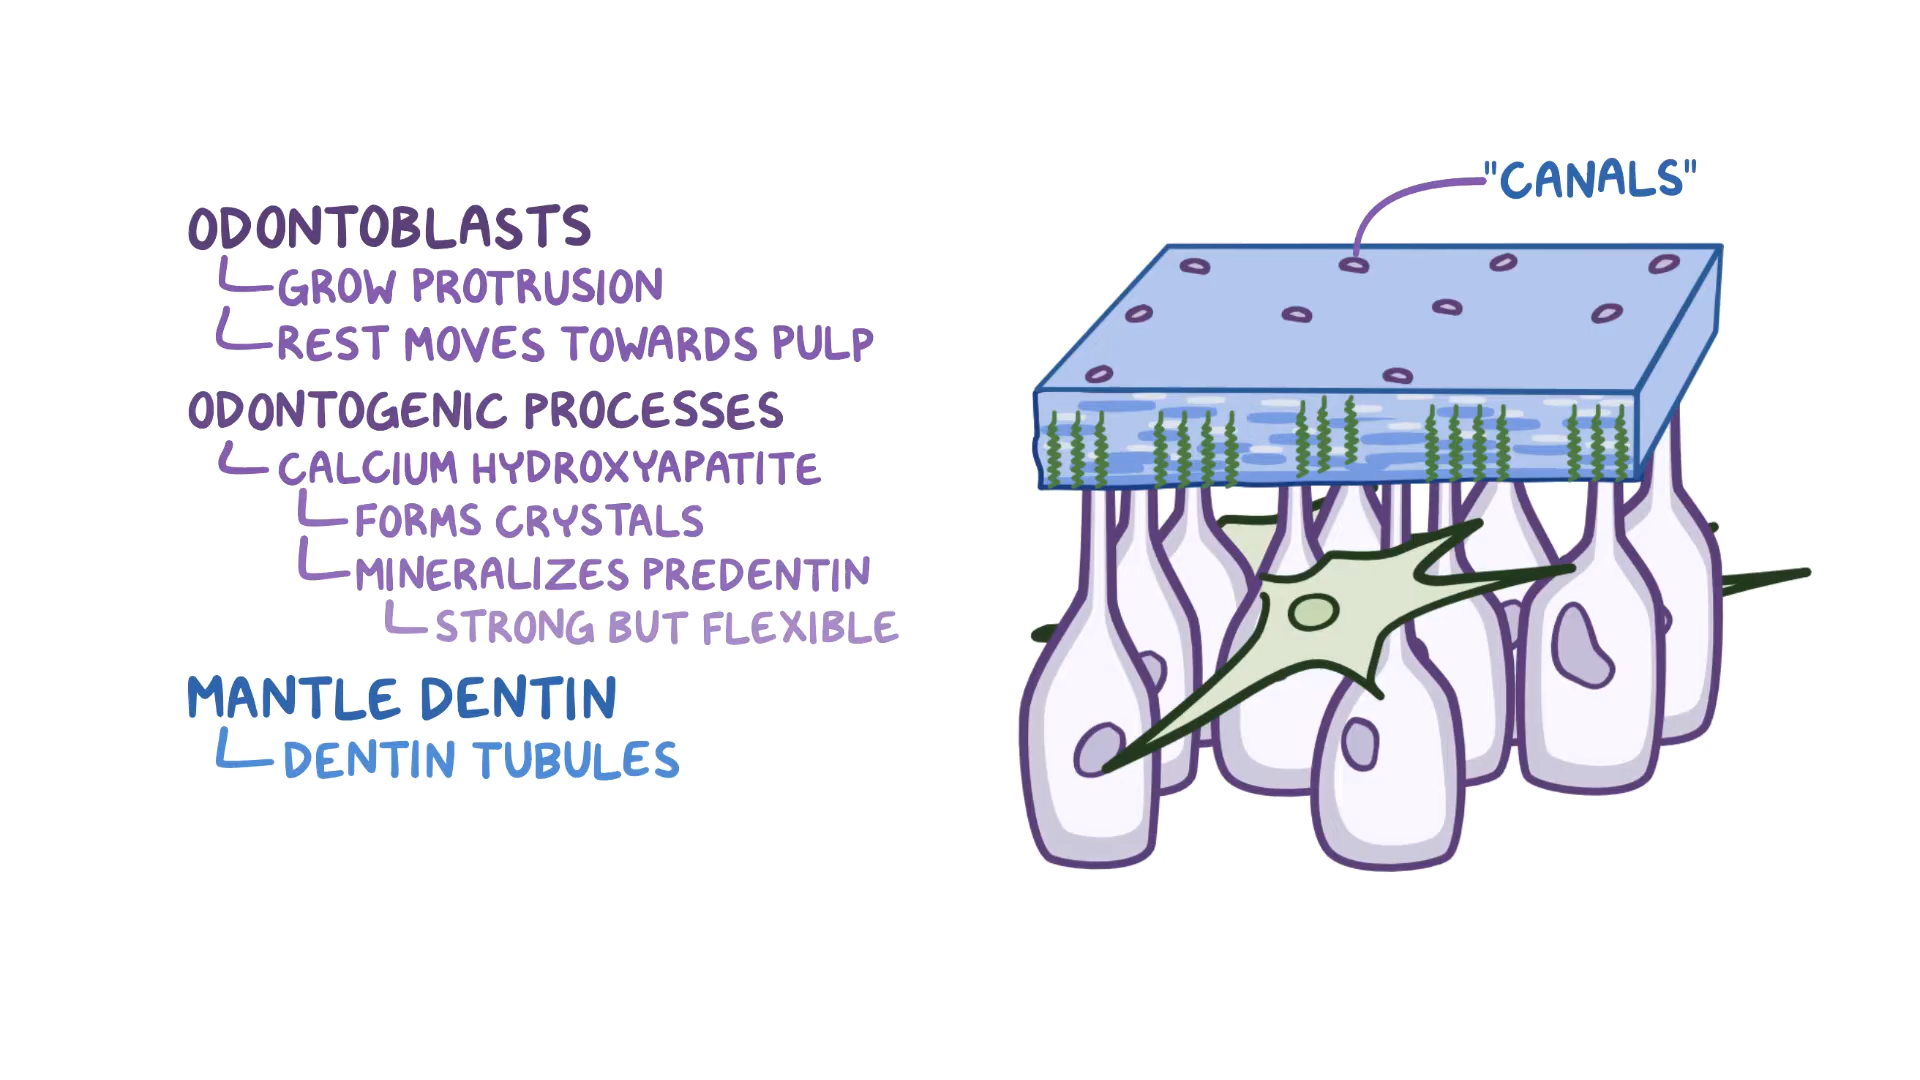 ODONTOBLASTS
GROW PROTRUSION
REST MOVES TOWARDS PULP
ODONTOGENIC PROCESSES
CALCIUM HYDROXYAPATITE
FORMS CRYSTALS
MINERALIZES PREDENTIN
STRONG BUT FLEXIBLE
MANTLE DENTIN
DENTIN TUBULES
"CANALS"